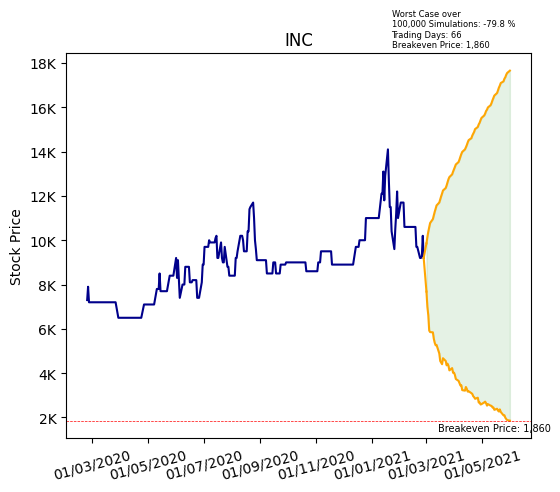 Worst Case over
100,000 Simulations: -79.8 %
Trading Days: 66
Breakeven Price: 1,860
INC
Stock Price
18K
16K
14K
12K
10K
8K
6K
4K
2K
Breakeven Price: 1,860
01/03/2020
01/05/2020
01/07/2020
01/09/2020
01/11/2020
01/01/2021
01/03/2021
01/05/2021